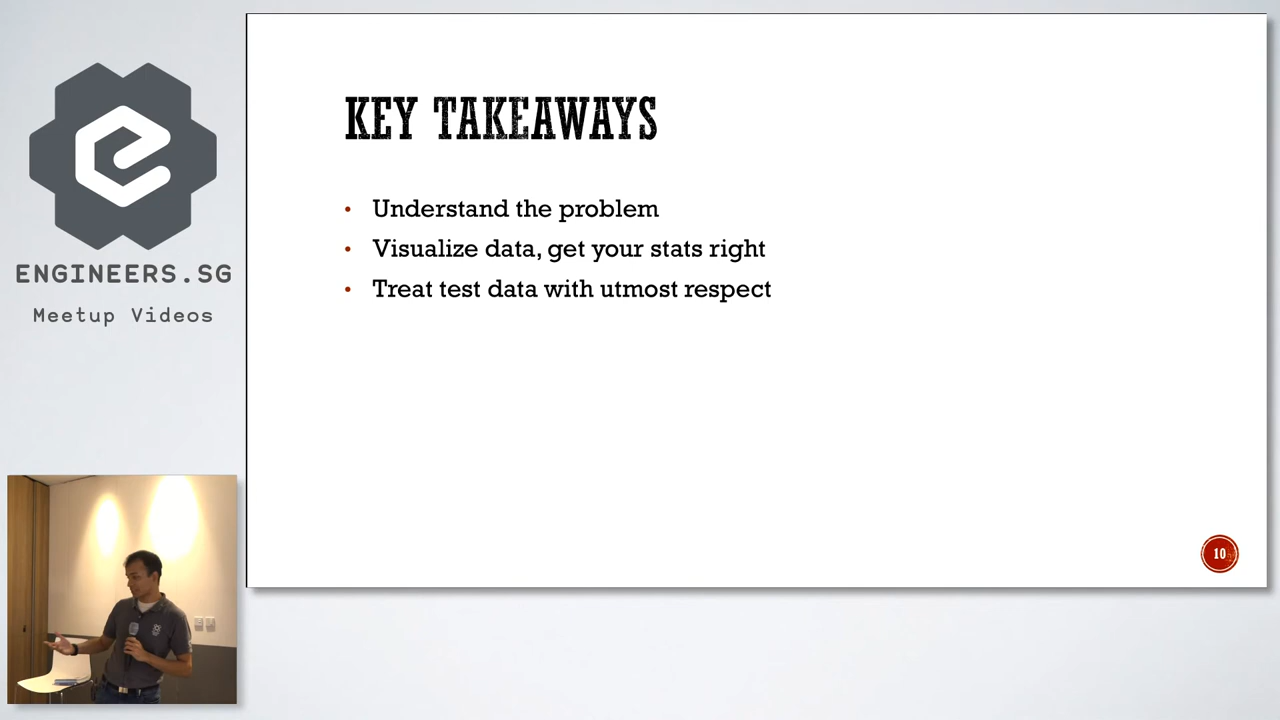 ENGINEERS.SG
Meetup Videos
KEY TAKEAWAYS
• Understand the problem
• Visualize data, get your stats right
• Treat test data with utmost respect
10